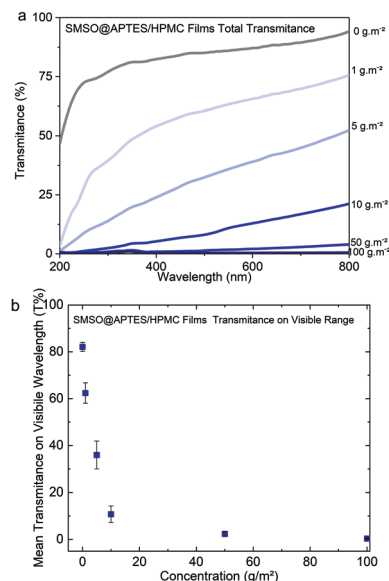 a
SMSO@APTES/HPMC Films Total Transmitance
0 g.m⁻²
1 g.m⁻²
5 g.m⁻²
10 g.m⁻²
50 g.m⁻²
100 g.m⁻²
100
75
50
25
0
Transmitance (%)
200 400 600 800
Wavelength (nm)
b
SMSO@APTES/HPMC Films Transmitance on Visible Range
100
80
60
40
20
0
Mean Transmitance on Visibile Wavelength (T%)
0 20 40 60 80 100
Concentration (g/m²)